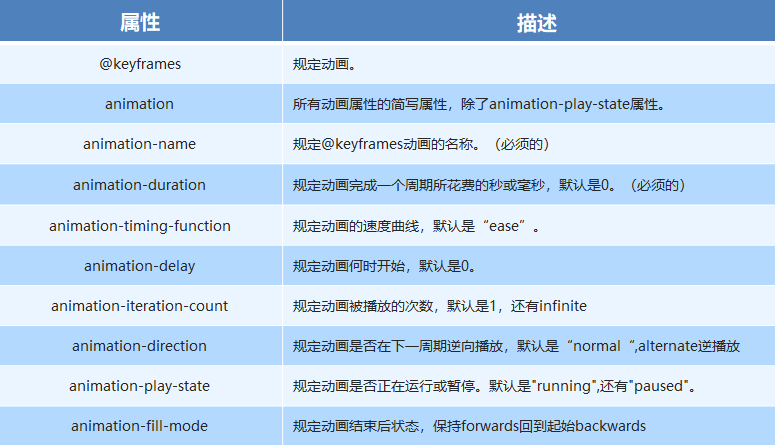 属性 描述
@keyframes 规定动画。
animation 所有动画属性的简写属性，除了animation-play-state属性。
animation-name 规定@keyframes动画的名称。（必须的）
animation-duration 规定动画完成一个周期所花费的秒或毫秒，默认是0。（必须的）
animation-timing-function 规定动画的速度曲线，默认是“ease”。
animation-delay 规定动画何时开始，默认是0。
animation-iteration-count 规定动画被播放的次数，默认是1，还有infinite
animation-direction 规定动画是否在下一周期逆向播放，默认是“normal“,alternate逆播放
animation-play-state 规定动画是否正在运行或暂停。默认是"running",还有"paused"。
animation-fill-mode 规定动画结束后状态，保持forwards回到起始backwards